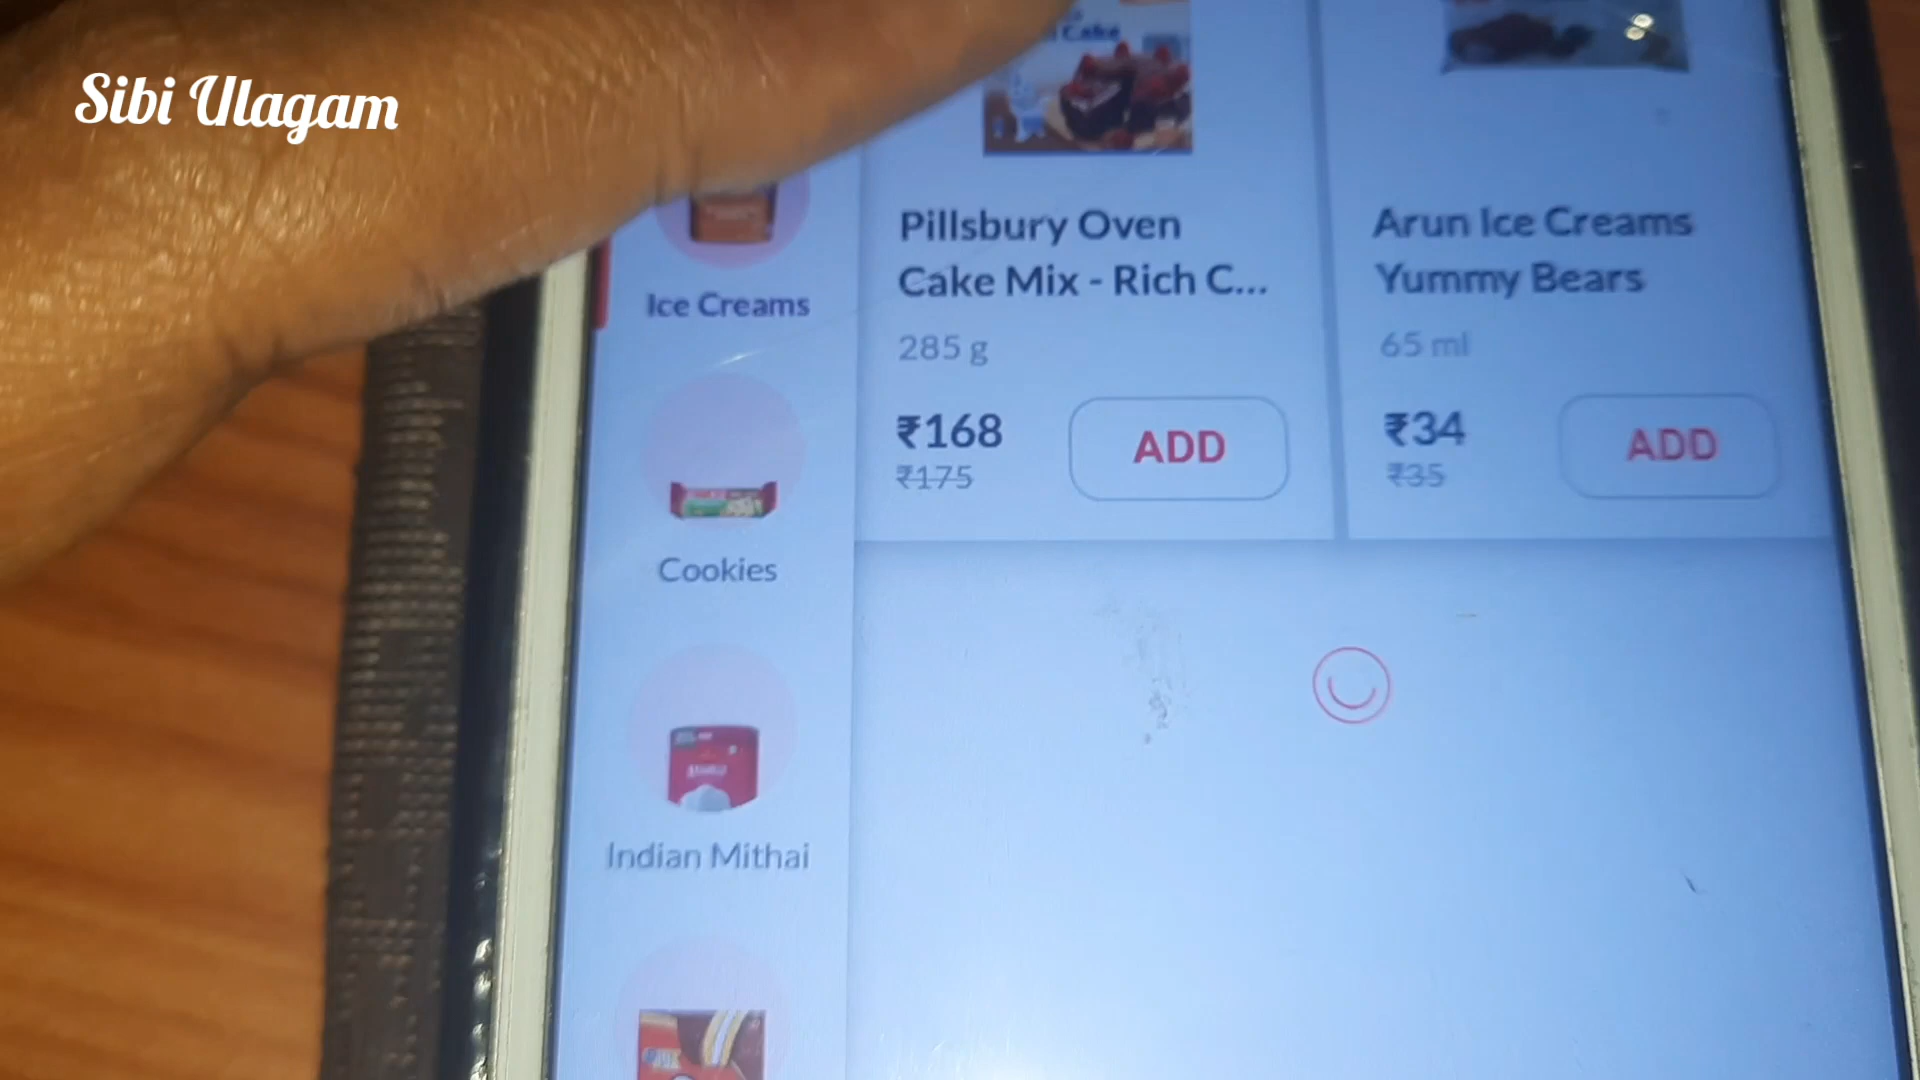 Sibi Ulagam
Cake
Pillsbury Oven
Cake Mix - Rich C...
285 g
₹168
₹175
ADD
Arun Ice Creams
Yummy Bears
65 ml
₹34
₹35
ADD
Ice Creams
Cookies
Indian Mithai